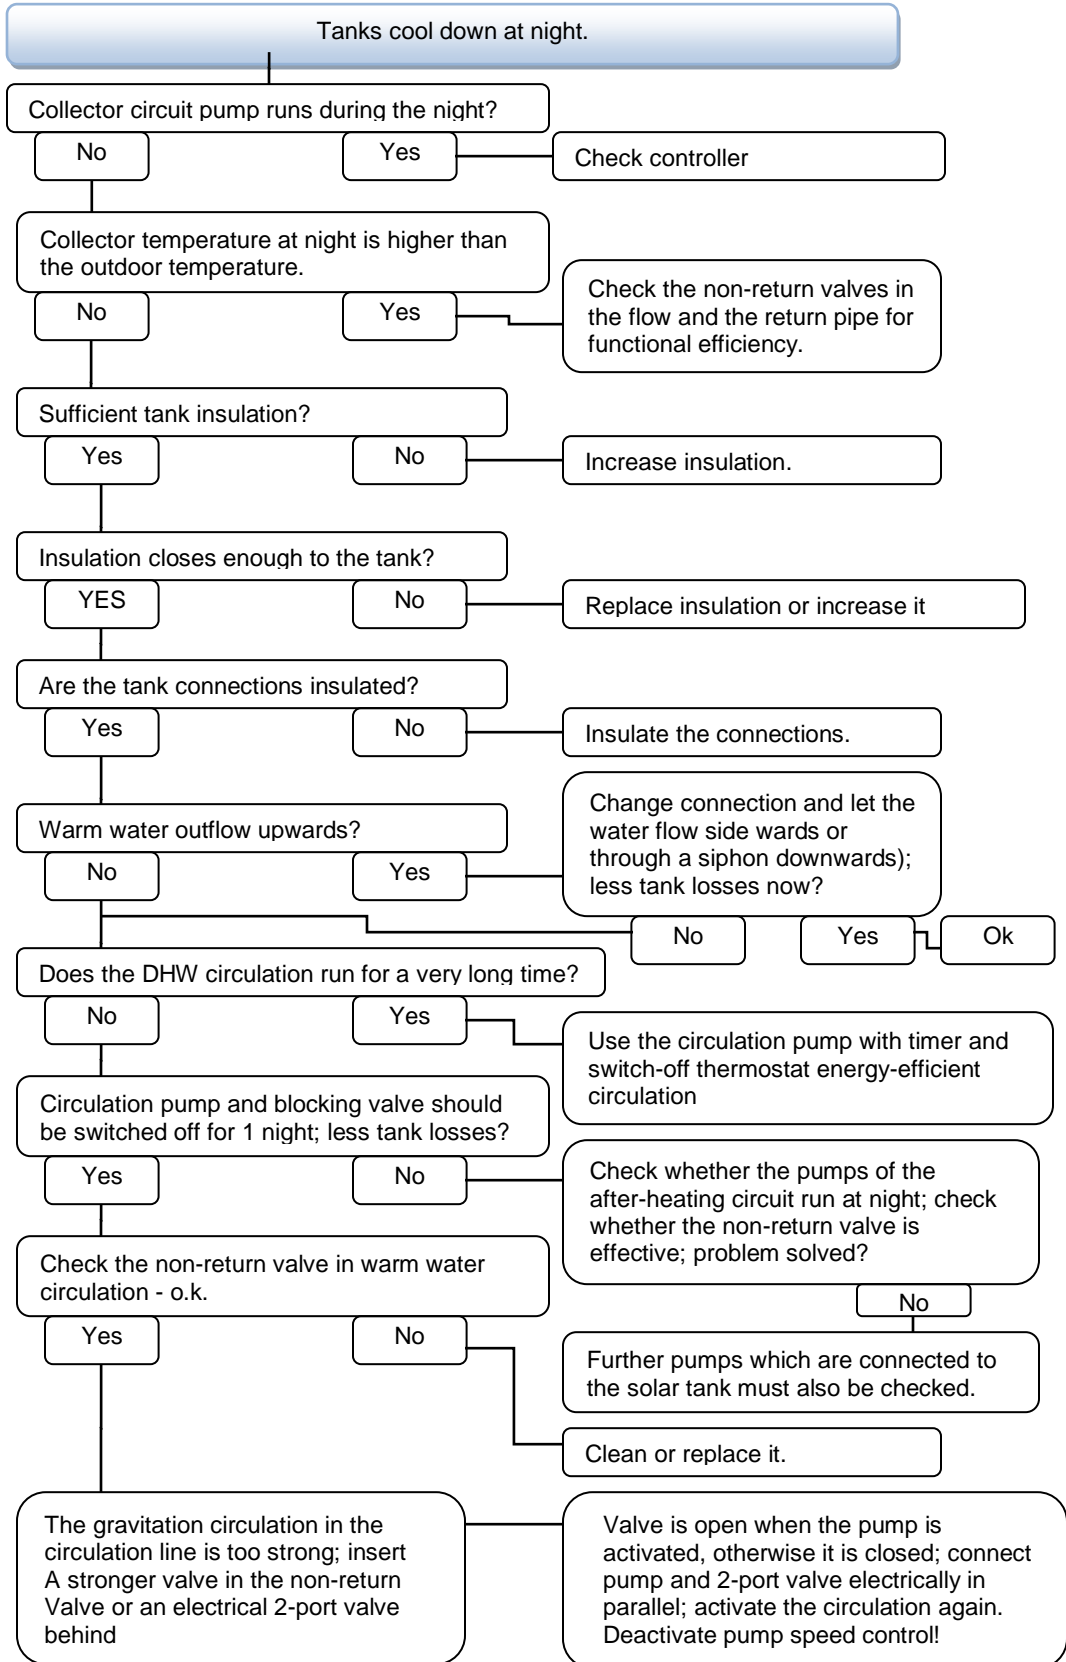 Tanks cool down at night.
Collector circuit pump runs during the night?
No
Yes
Check controller
Collector temperature at night is higher than
the outdoor temperature.
No
Yes
Check the non-return valves in
the flow and the return pipe for
functional efficiency.
Sufficient tank insulation?
Yes
No
Increase insulation.
Insulation closes enough to the tank?
YES
No
Replace insulation or increase it
Are the tank connections insulated?
Yes
No
Insulate the connections.
Warm water outflow upwards?
No
Yes
Change connection and let the
water flow side wards or
through a siphon downwards);
less tank losses now?
No
Yes
Ok
Does the DHW circulation run for a very long time?
No
Yes
Use the circulation pump with timer and
switch-off thermostat energy-efficient
circulation
Circulation pump and blocking valve should
be switched off for 1 night; less tank losses?
Yes
No
Check whether the pumps of the
after-heating circuit run at night; check
whether the non-return valve is
effective; problem solved?
No
Further pumps which are connected to
the solar tank must also be checked.
Check the non-return valve in warm water
circulation - o.k.
Yes
No
Clean or replace it.
The gravitation circulation in the
circulation line is too strong; insert
A stronger valve in the non-return
Valve or an electrical 2-port valve
behind
Valve is open when the pump is
activated, otherwise it is closed; connect
pump and 2-port valve electrically in
parallel; activate the circulation again.
Deactivate pump speed control!